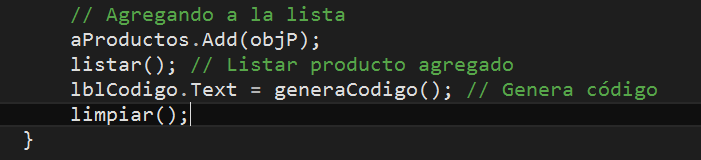 // Agregando a la lista
aProductos.Add(objP);
listar(); // Listar producto agregado
lblCodigo.Text = generaCodigo(); // Genera código
limpiar();
}